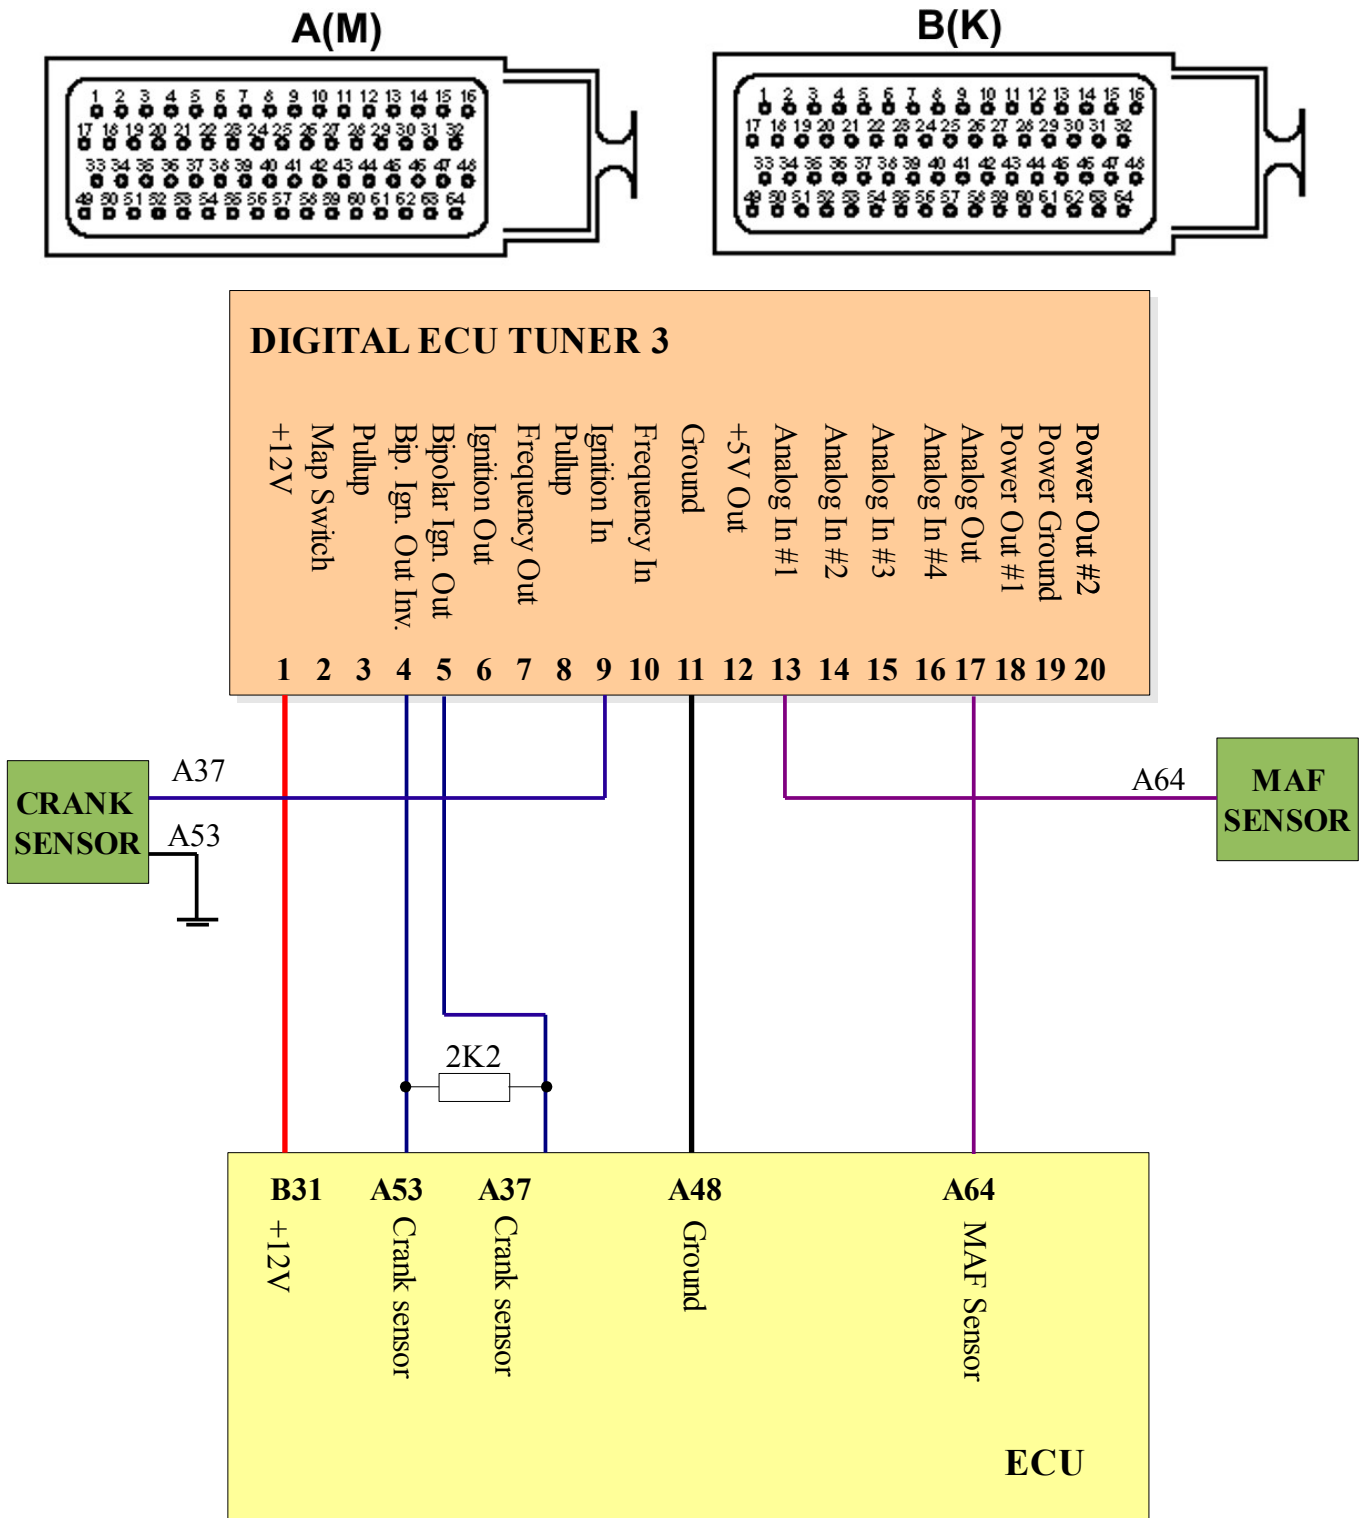 A(M)
B(K)
1 2 3 4 5 6 7 8 9 10 11 12 13 14 15 16
17 18 19 20 21 22 23 24 25 26 27 28 29 30 31 32
33 34 35 36 37 38 39 40 41 42 43 44 45 46 47 48
49 50 51 52 53 54 55 56 57 58 59 60 61 62 63 64
1 2 3 4 5 6 7 8 9 10 11 12 13 14 15 16
17 18 19 20 21 22 23 24 25 26 27 28 29 30 31 32
33 34 35 36 37 38 39 40 41 42 43 44 45 46 47 48
49 50 51 52 53 54 55 56 57 58 59 60 61 62 63 64
DIGITAL ECU TUNER 3
+12V
Map Switch
Pullup
Bip. Ign. Out Inv.
Bipolar Ign. Out
Ignition Out
Frequency Out
Pullup
Ignition In
Frequency In
Ground
+5V Out
Analog In #1
Analog In #2
Analog In #3
Analog In #4
Analog Out
Power Out #1
Power Ground
Power Out #2
1 2 3 4 5 6 7 8 9 10 11 12 13 14 15 16 17 18 19 20
CRANK
SENSOR
A37
A53
A64
MAF
SENSOR
2K2
B31 A53 A37 A48 A64
+12V
Crank sensor
Crank sensor
Ground
MAF Sensor
ECU